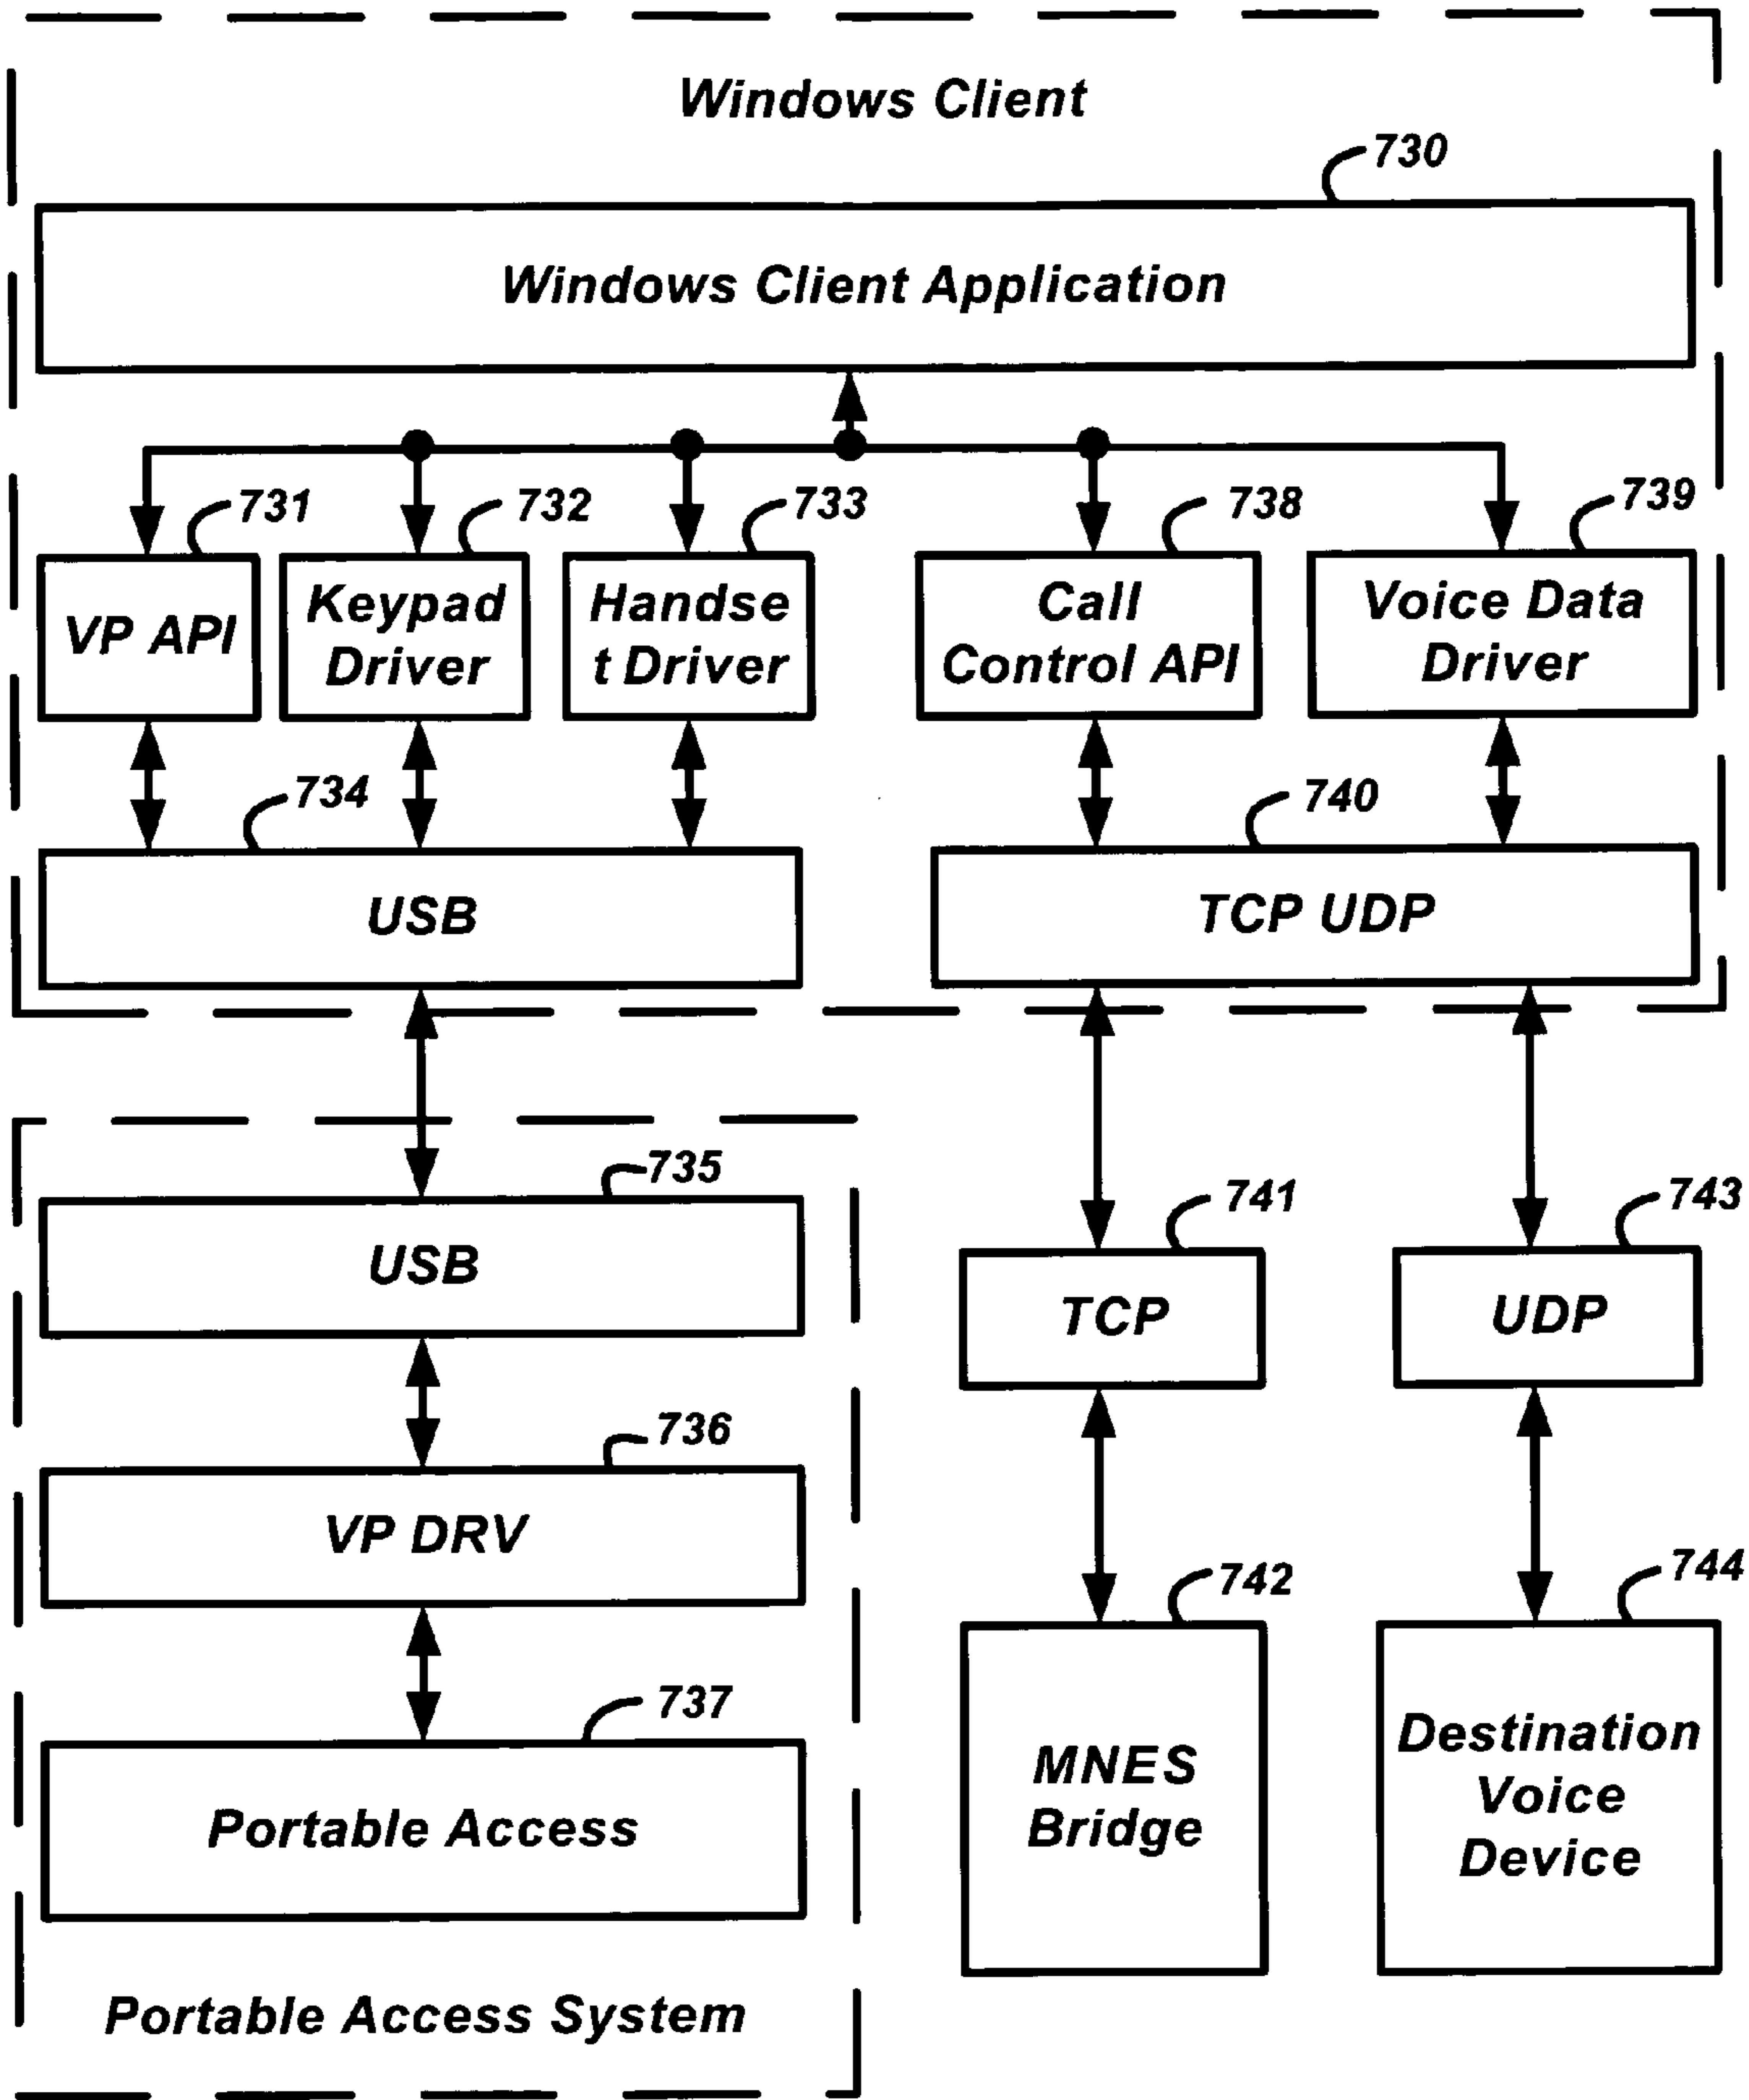 Windows Client
730
Windows Client Application
731
732
733
738
739
VP API
Keypad
Driver
Handse
t Driver
Call
Control API
Voice Data
Driver
734
740
USB
TCP UDP
735
USB
741
743
TCP
UDP
736
VP DRV
742
744
737
Portable Access
MNES
Bridge
Destination
Voice
Device
Portable Access System